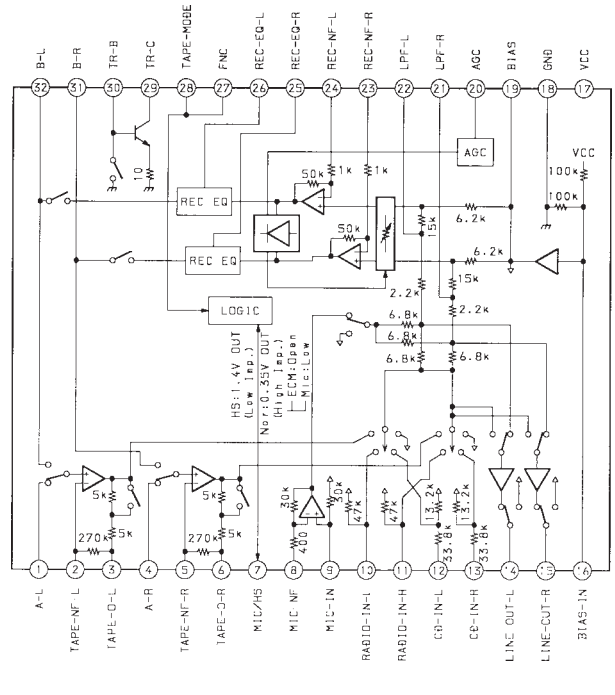 B-L
B-R
TR-B
TR-C
TAPE-MODE
FNC
REC-EQ-L
REC-EQ-R
REC-NF-L
REC-NF-R
LPF-L
LPF-R
AGC
BIAS
GND
VCC
32 31 30 29 28 27 26 25 24 23 22 21 20 19 18 17
VCC
10
1k
1k
50k
AGC
100k
100k
REC EQ
6.2k
15k
50k
REC EQ
6.2k
15k
2.2k
2.2k
LOGIC
6.8k
6.8k
6.8k
6.8k
HS:1.4V OUT
(Low Imp.)
Nor:0.35V OUT
(High Imp.)
ECM:Open
Mic:Low
5k
5k
270k
5k
5k
270k
30k
400
30k
47k
47k
13.2k
33.8k
13.2k
33.8k
1 2 3 4 5 6 7 8 9 10 11 12 13 14 15 16
A-L
TAPE-NF-L
TAPE-O-L
A-R
TAPE-NF-R
TAPE-O-R
MIC/HS
MIC NF
MIC-IN
RADIO-IN-L
RADIO-IN-R
CD-IN-L
CD-IN-R
LINE OUT-L
LINE-OUT-R
BIAS-IN